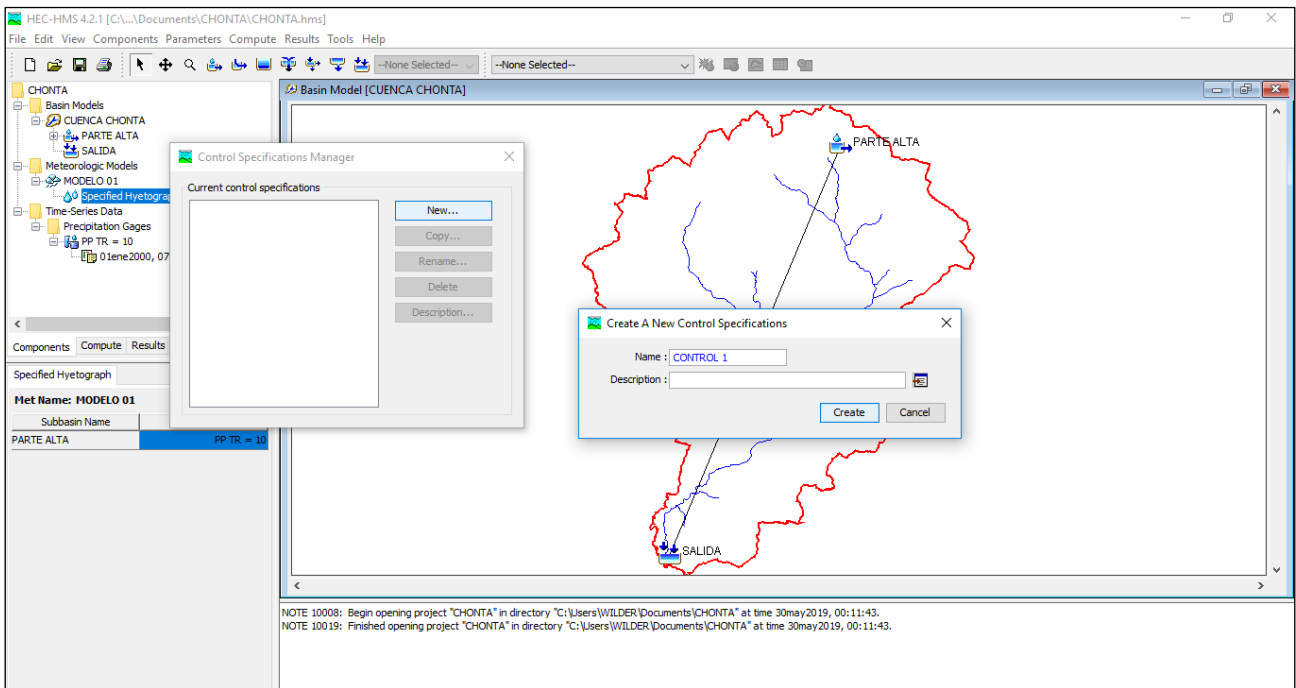 HEC-HMS 4.2.1 [C:\...\Documents\CHONTA\CHONTA.hms]
File Edit View Components Parameters Compute Results Tools Help
--None Selected-- --None Selected--
CHONTA
Basin Models
CUENCA CHONTA
PARTE ALTA
SALIDA
Meteorologic Models
MODELO 01
Specified Hyetogra
Time-Series Data
Precipitation Gages
PP TR = 10
01ene2000, 07
Components Compute Results
Specified Hyetograph
Met Name: MODELO 01
Subbasin Name
PARTE ALTA PP TR = 10
Control Specifications Manager
Current control specifications
New...
Copy...
Rename...
Delete
Description...
Basin Model [CUENCA CHONTA]
PARTE ALTA
Create A New Control Specifications
Name : CONTROL 1
Description :
Create Cancel
SALIDA
NOTE 10008: Begin opening project "CHONTA" in directory "C:\Users\WILDER\Documents\CHONTA" at time 30may2019, 00:11:43.
NOTE 10019: Finished opening project "CHONTA" in directory "C:\Users\WILDER\Documents\CHONTA" at time 30may2019, 00:11:43.